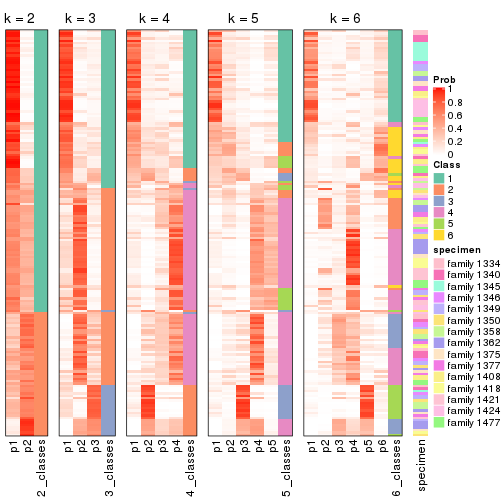 k = 2
k = 3
k = 4
k = 5
k = 6
Prob
1
0.8
0.6
0.4
0.2
0
Class
1
2
3
4
5
6
specimen
family 1334
family 1340
family 1345
family 1346
family 1349
family 1350
family 1358
family 1362
family 1375
family 1377
family 1408
family 1418
family 1421
family 1424
family 1477
p1
p2
2_classes
p1
p2
p3
3_classes
p1
p2
p3
p4
4_classes
p1
p2
p3
p4
p5
5_classes
p1
p2
p3
p4
p5
p6
6_classes
specimen